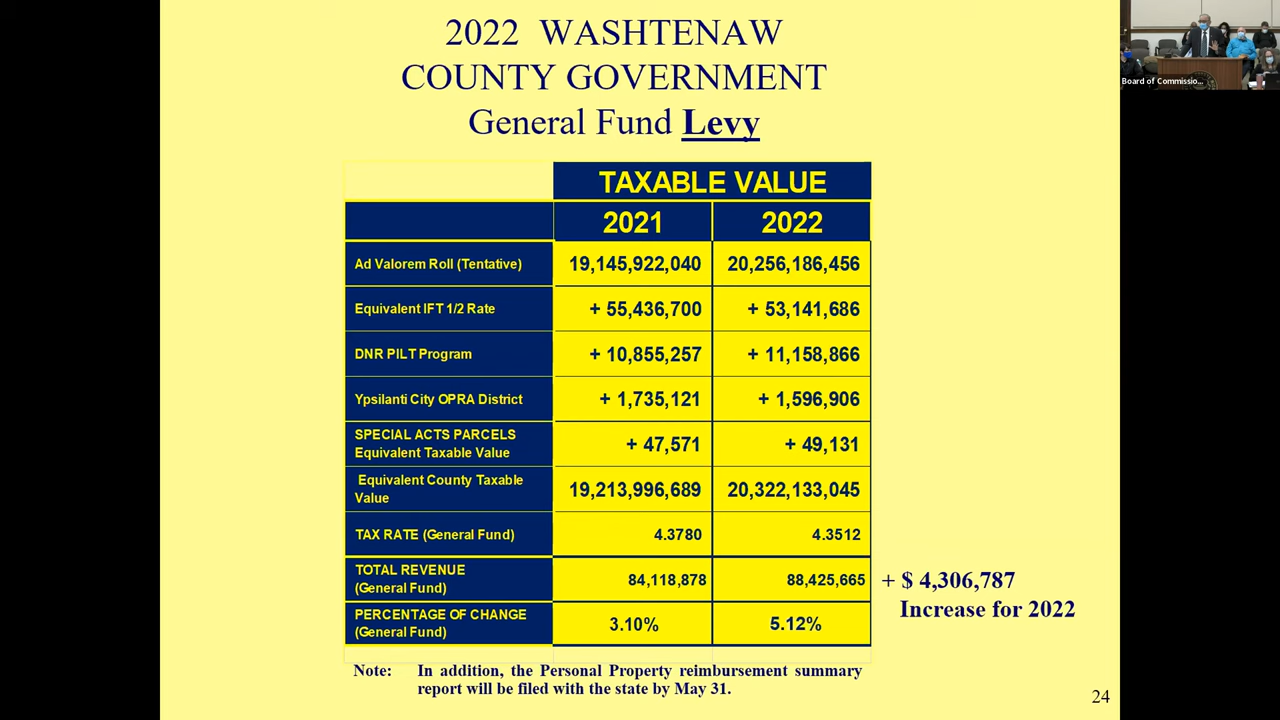 2022 WASHTENAW
COUNTY GOVERNMENT
General Fund Levy
TAXABLE VALUE
2021 2022
Ad Valorem Roll (Tentative) 19,145,922,040 20,256,186,456
Equivalent IFT 1/2 Rate + 55,436,700 + 53,141,686
DNR PILT Program + 10,855,257 + 11,158,866
Ypsilanti City OPRA District + 1,735,121 + 1,596,906
SPECIAL ACTS PARCELS
Equivalent Taxable Value + 47,571 + 49,131
Equivalent County Taxable
Value 19,213,996,689 20,322,133,045
TAX RATE (General Fund) 4.3780 4.3512
TOTAL REVENUE
(General Fund) 84,118,878 88,425,665
+ $ 4,306,787
Increase for 2022
PERCENTAGE OF CHANGE
(General Fund) 3.10% 5.12%
Note: In addition, the Personal Property reimbursement summary
report will be filed with the state by May 31.
24
Board of Commissio...